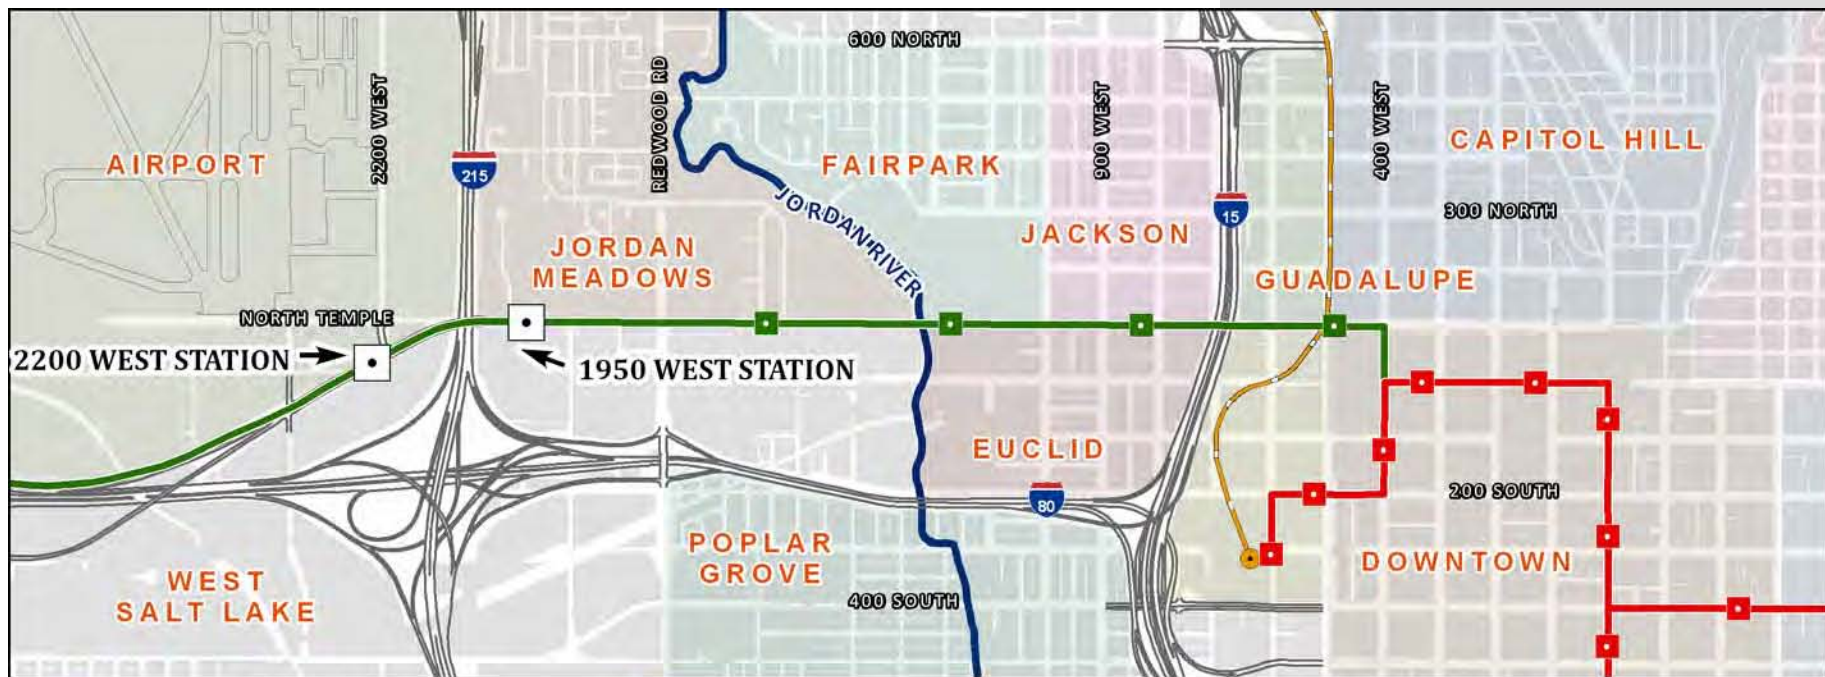 600 NORTH
2200 WEST
REDWOOD RD
900 WEST
400 WEST
AIRPORT
215
FAIRPARK
CAPITOL HILL
15
300 NORTH
JORDAN RIVER
JORDAN
MEADOWS
JACKSON
GUADALUPE
NORTH TEMPLE
2200 WEST STATION
1950 WEST STATION
EUCLID
80
200 SOUTH
POPLAR
GROVE
DOWNTOWN
WEST
SALT LAKE
400 SOUTH